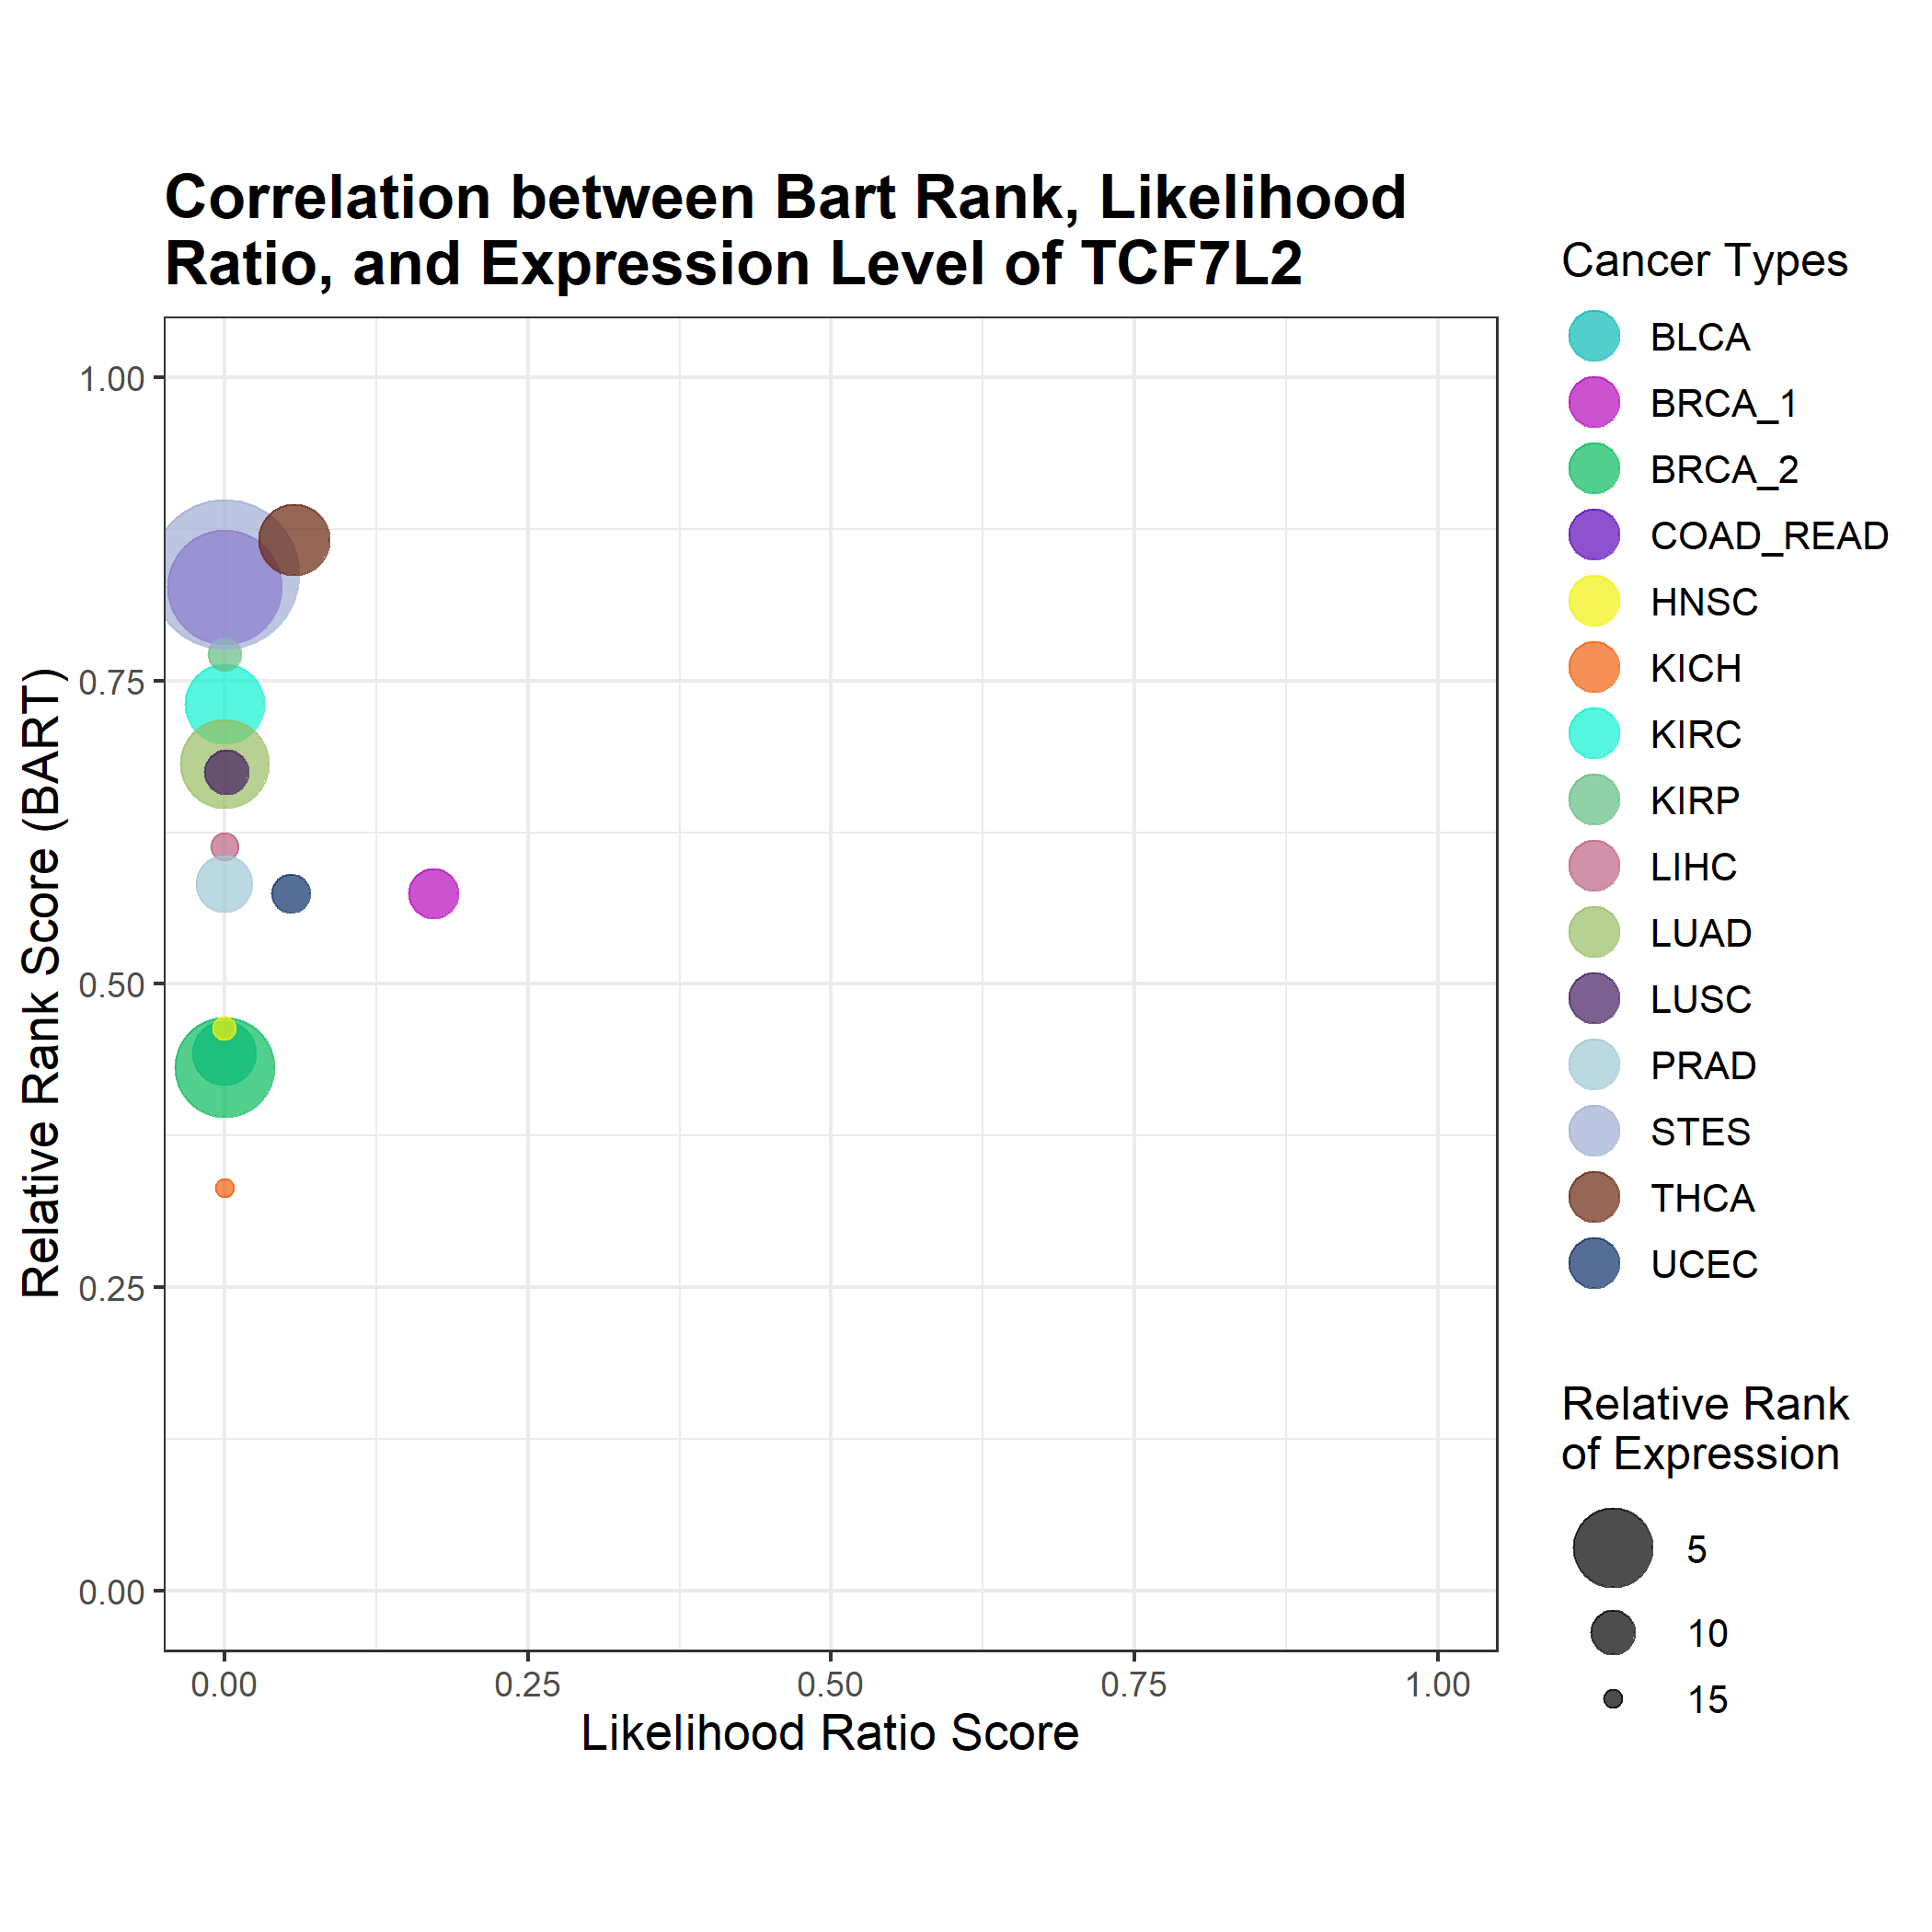 Correlation between Bart Rank, Likelihood
Ratio, and Expression Level of TCF7L2
Relative Rank Score (BART)
1.00
0.75
0.50
0.25
0.00
0.00
0.25
0.50
0.75
1.00
Likelihood Ratio Score
Cancer Types
BLCA
BRCA_1
BRCA_2
COAD_READ
HNSC
KICH
KIRC
KIRP
LIHC
LUAD
LUSC
PRAD
STES
THCA
UCEC
Relative Rank
of Expression
5
10
15